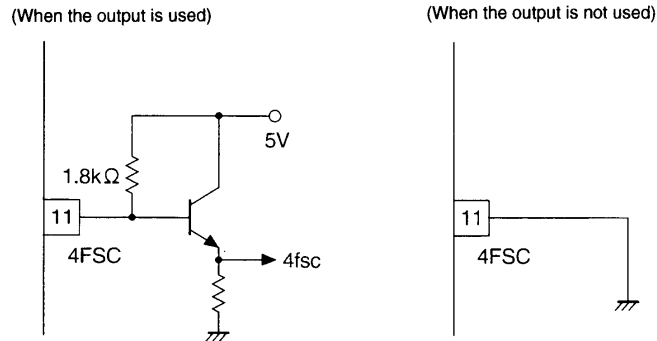 (When the output is used)
5V
1.8kΩ
11
4FSC
4fsc
(When the output is not used)
11
4FSC